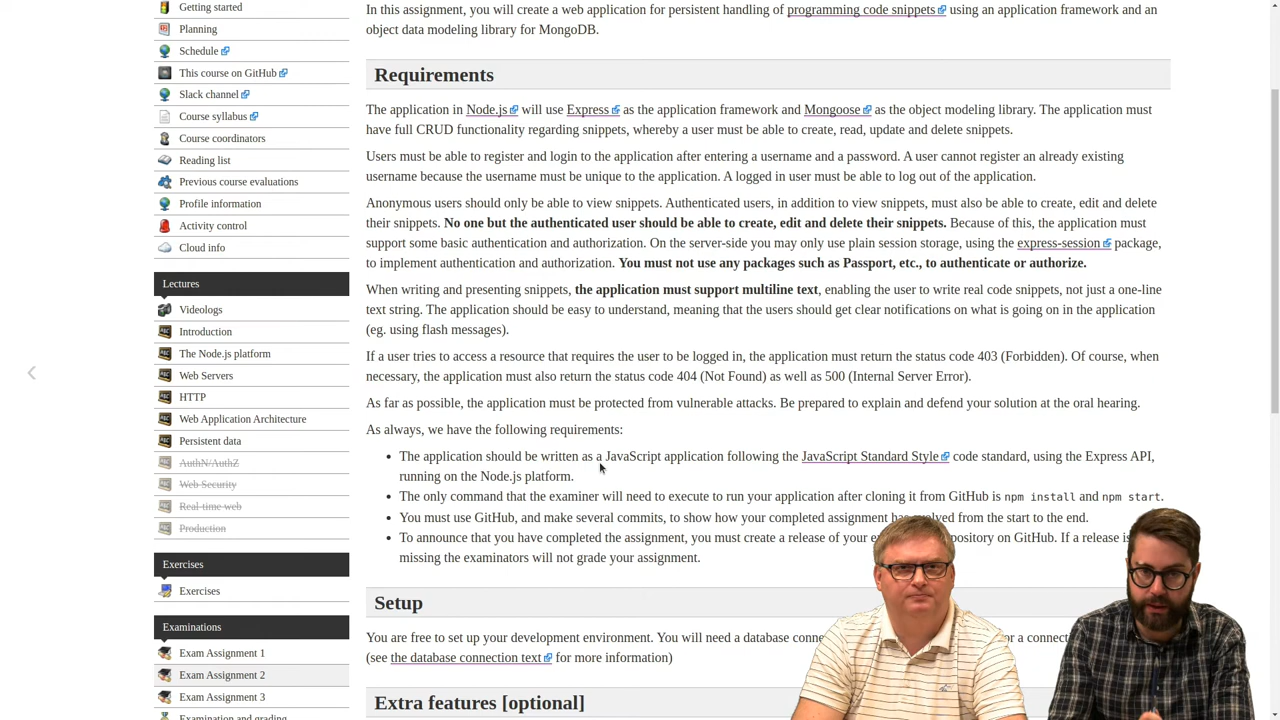 Getting started
Planning
Schedule
This course on GitHub
Slack channel
Course syllabus
Course coordinators
Reading list
Previous course evaluations
Profile information
Activity control
Cloud info
Lectures
Videologs
Introduction
The Node.js platform
Web Servers
HTTP
Web Application Architecture
Persistent data
AuthN/AuthZ
Web Security
Real-time web
Production
Exercises
Exercises
Examinations
Exam Assignment 1
Exam Assignment 2
Exam Assignment 3
Examination and grading
In this assignment, you will create a web application for persistent handling of programming code snippets using an application framework and an
object data modeling library for MongoDB.
Requirements
The application in Node.js will use Express as the application framework and Mongoose as the object modeling library. The application must
have full CRUD functionality regarding snippets, whereby a user must be able to create, read, update and delete snippets.
Users must be able to register and login to the application after entering a username and a password. A user cannot register an already existing
username because the username must be unique to the application. A logged in user must be able to log out of the application.
Anonymous users should only be able to view snippets. Authenticated users, in addition to view snippets, must also be able to create, edit and delete
their snippets. No one but the authenticated user should be able to create, edit and delete their snippets. Because of this, the application must
support some basic authentication and authorization. On the server-side you may only use plain session storage, using the express-session package,
to implement authentication and authorization. You must not use any packages such as Passport, etc., to authenticate or authorize.
When writing and presenting snippets, the application must support multiline text, enabling the user to write real code snippets, not just a one-line
text string. The application should be easy to understand, meaning that the users should get clear notifications on what is going on in the application
(eg. using flash messages).
If a user tries to access a resource that requires the user to be logged in, the application must return the status code 403 (Forbidden). Of course, when
necessary, the application must also return the status code 404 (Not Found) as well as 500 (Internal Server Error).
As far as possible, the application must be protected from vulnerable attacks. Be prepared to explain and defend your solution at the oral hearing.
As always, we have the following requirements:
• The application should be written as a JavaScript application following the JavaScript Standard Style code standard, using the Express API,
running on the Node.js platform.
• The only command that the examiner will need to execute to run your application after cloning it from GitHub is npm install and npm start.
• You must use GitHub, and make several commits, to show how your completed assignment has evolved from the start to the end.
• To announce that you have completed the assignment, you must create a release of your repository on GitHub. If a release is
missing the examiners will not grade your assignment.
Setup
You are free to set up your development environment. You will need a database or a
(see the database connection text for more information)
Extra features [optional]